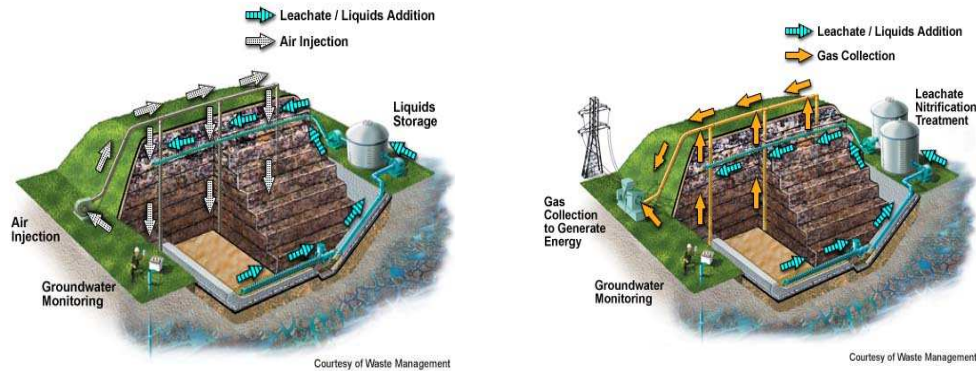 Leachate / Liquids Addition
Air Injection
Liquids
Storage
Air
Injection
Groundwater
Monitoring
Courtesy of Waste Management
Leachate / Liquids Addition
Gas Collection
Leachate
Nitrification
Treatment
Gas
Collection
to Generate
Energy
Groundwater
Monitoring
Courtesy of Waste Management